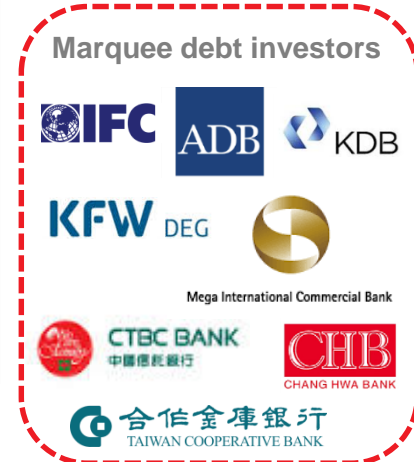 Marquee debt investors
IFC
ADB
KDB
KFW DEG
Mega International Commercial Bank
CTBC BANK
中國信託銀行
CHB
CHANG HWA BANK
合作金庫銀行
TAIWAN COOPERATIVE BANK